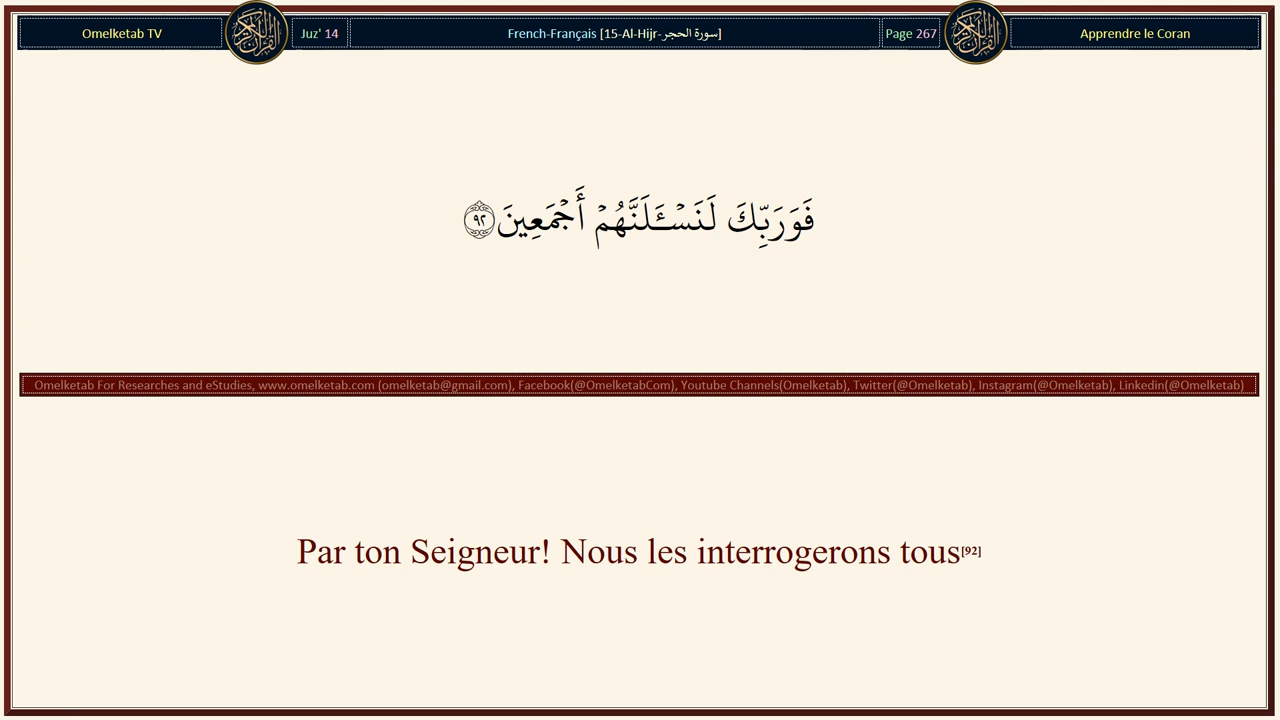 Omelketab TV
Juz' 14
French-Français [15-Al-Hijr-سورة الحجر]
Page 267
Apprendre le Coran
فَوَرَبِّكَ لَنَسۡـَٔلَنَّهُمۡ أَجۡمَعِينَ ٩٢
Omelketab For Researches and eStudies, www.omelketab.com (omelketab@gmail.com), Facebook(@OmelketabCom), Youtube Channels(Omelketab), Twitter(@Omelketab), Instagram(@Omelketab), Linkedin(@Omelketab)
Par ton Seigneur! Nous les interrogerons tous[92]